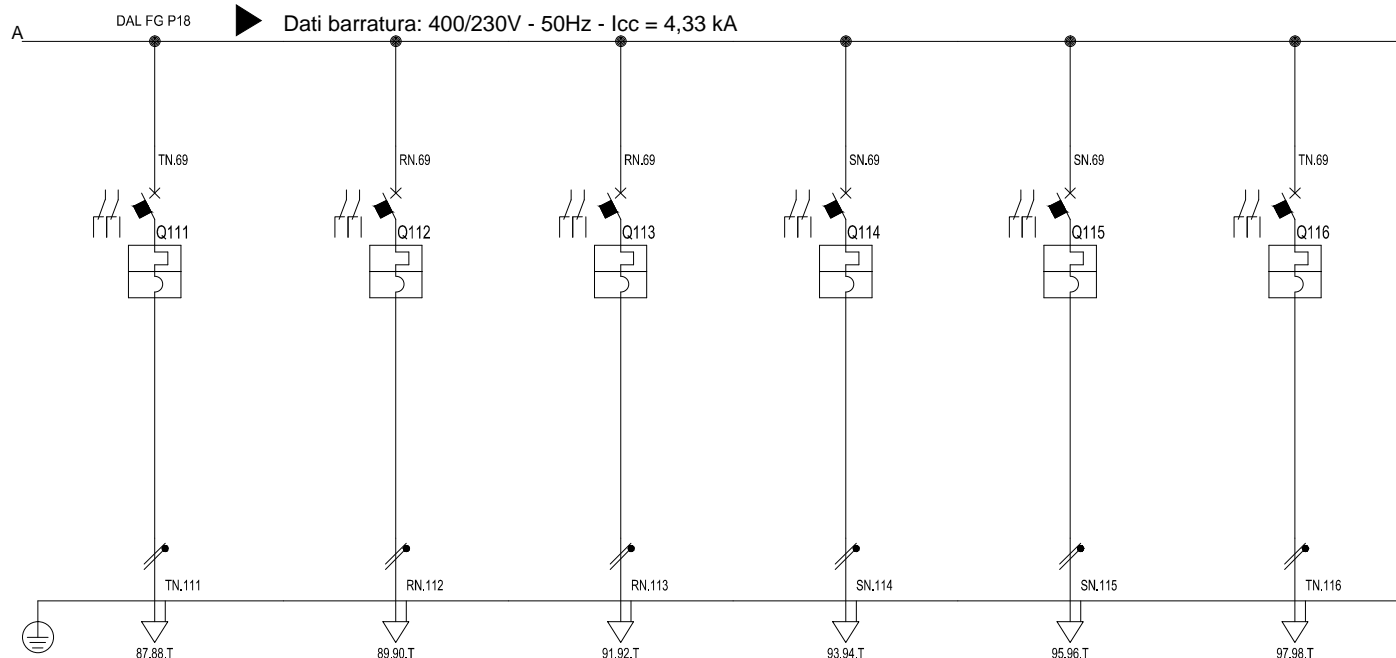 DAL FG P18
Dati barratura: 400/230V - 50Hz - Icc = 4,33 kA
A
TN.69 RN.69 RN.69 SN.69 SN.69 TN.69
Q111 Q112 Q113 Q114 Q115 Q116
TN.111 RN.112 RN.113 SN.114 SN.115 TN.116
87.88.T 89.90.T 91.92.T 93.94.T 95.96.T 97.98.T